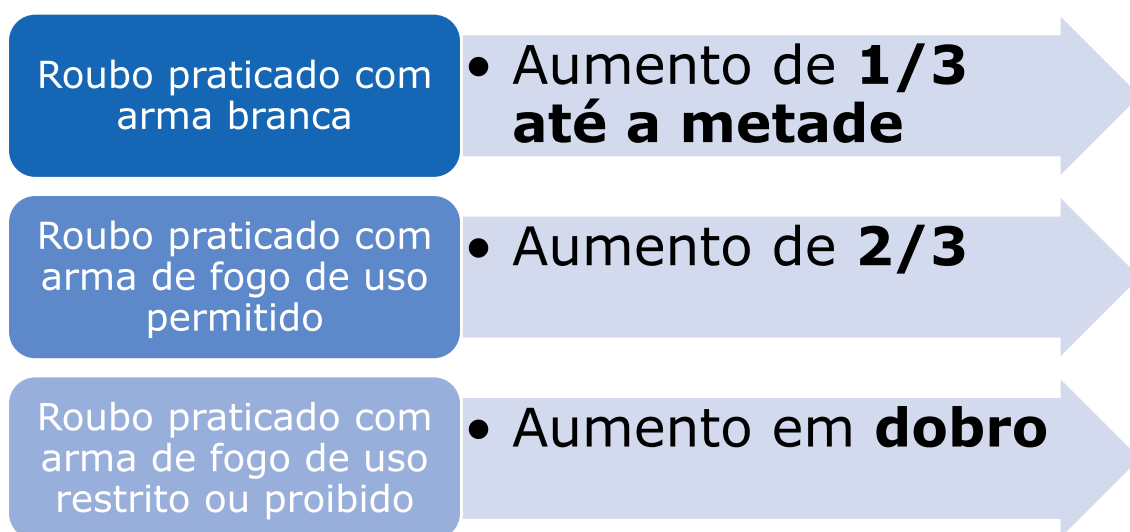 Roubo praticado com
arma branca
• Aumento de 1/3
até a metade
Roubo praticado com
arma de fogo de uso
permitido
• Aumento de 2/3
Roubo praticado com
arma de fogo de uso
restrito ou proibido
• Aumento em dobro